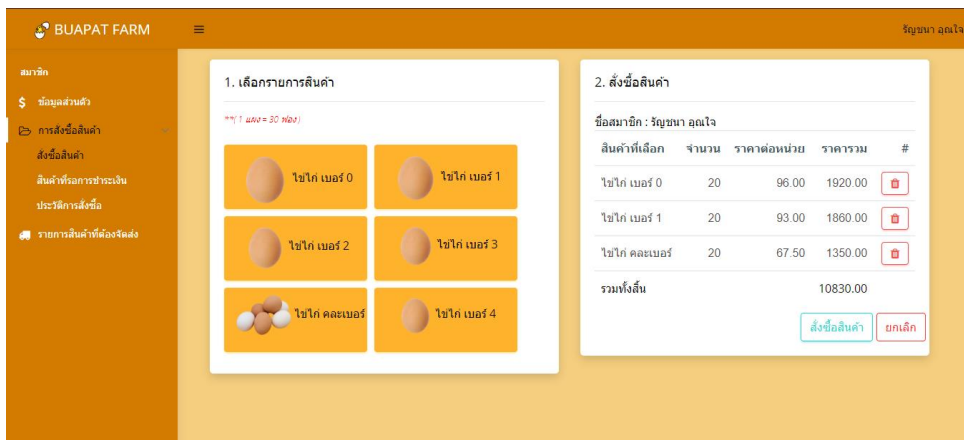 BUAPAT FARM
รัญชนา อุณใจ
สมาชิก
ข้อมูลส่วนตัว
การสั่งซื้อสินค้า
สั่งซื้อสินค้า
สินค้าที่รอการชำระเงิน
ประวัติการสั่งซื้อ
รายการสินค้าที่ต้องจัดส่ง
1. เลือกรายการสินค้า
**( 1 แผง = 30 ฟอง )
ไข่ไก่ เบอร์ 0
ไข่ไก่ เบอร์ 1
ไข่ไก่ เบอร์ 2
ไข่ไก่ เบอร์ 3
ไข่ไก่ คละเบอร์
ไข่ไก่ เบอร์ 4
2. สั่งซื้อสินค้า
ชื่อสมาชิก : รัญชนา อุณใจ
สินค้าที่เลือก จำนวน ราคาต่อหน่วย ราคารวม #
ไข่ไก่ เบอร์ 0 20 96.00 1920.00
ไข่ไก่ เบอร์ 1 20 93.00 1860.00
ไข่ไก่ คละเบอร์ 20 67.50 1350.00
รวมทั้งสิ้น 10830.00
สั่งซื้อสินค้า ยกเลิก